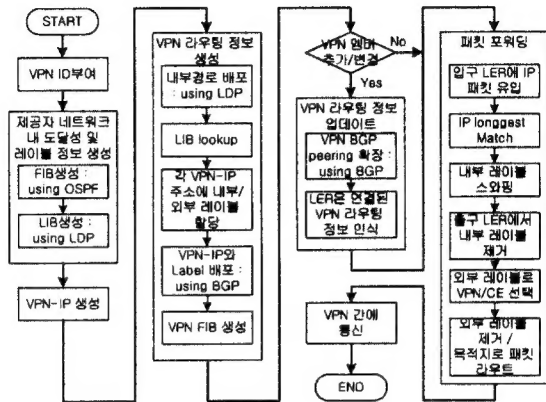 START
VPN ID부여
제공자 네트워크
내 도달성 및
레이블 정보 생성
FIB생성 :
using OSPF
LIB생성 :
using LDP
VPN-IP 생성
VPN 라우팅 정보
생성
내부경로 배포
: using LDP
LIB lookup
각 VPN-IP
주소에 내부/
외부 레이블
할당
VPN-IP와
Label 배포 :
using BGP
VPN FIB 생성
VPN 멤버
추가/변경
No
Yes
VPN 라우팅 정보
업데이트
VPN BGP
peering 확장 :
using BGP
LER은 연결된
VPN 라우팅
정보 인식
VPN 간에
통신
END
패킷 포워딩
입구 LER에 IP
패킷 유입
IP longgest
Match
내부 레이블
스와핑
출구 LER에서
내부 레이블
제거
외부 레이블로
VPN/CE 선택
외부 레이블
제거 /
목적지로 패킷
라우트